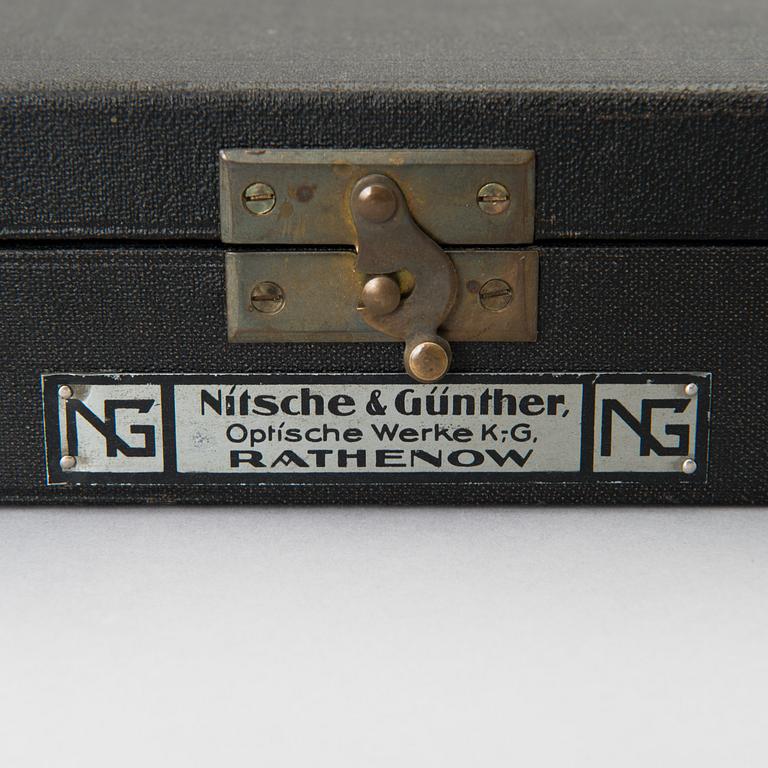 NG
Nitsche & Günther,
Optische Werke K.-G.
RATHENOW
NG